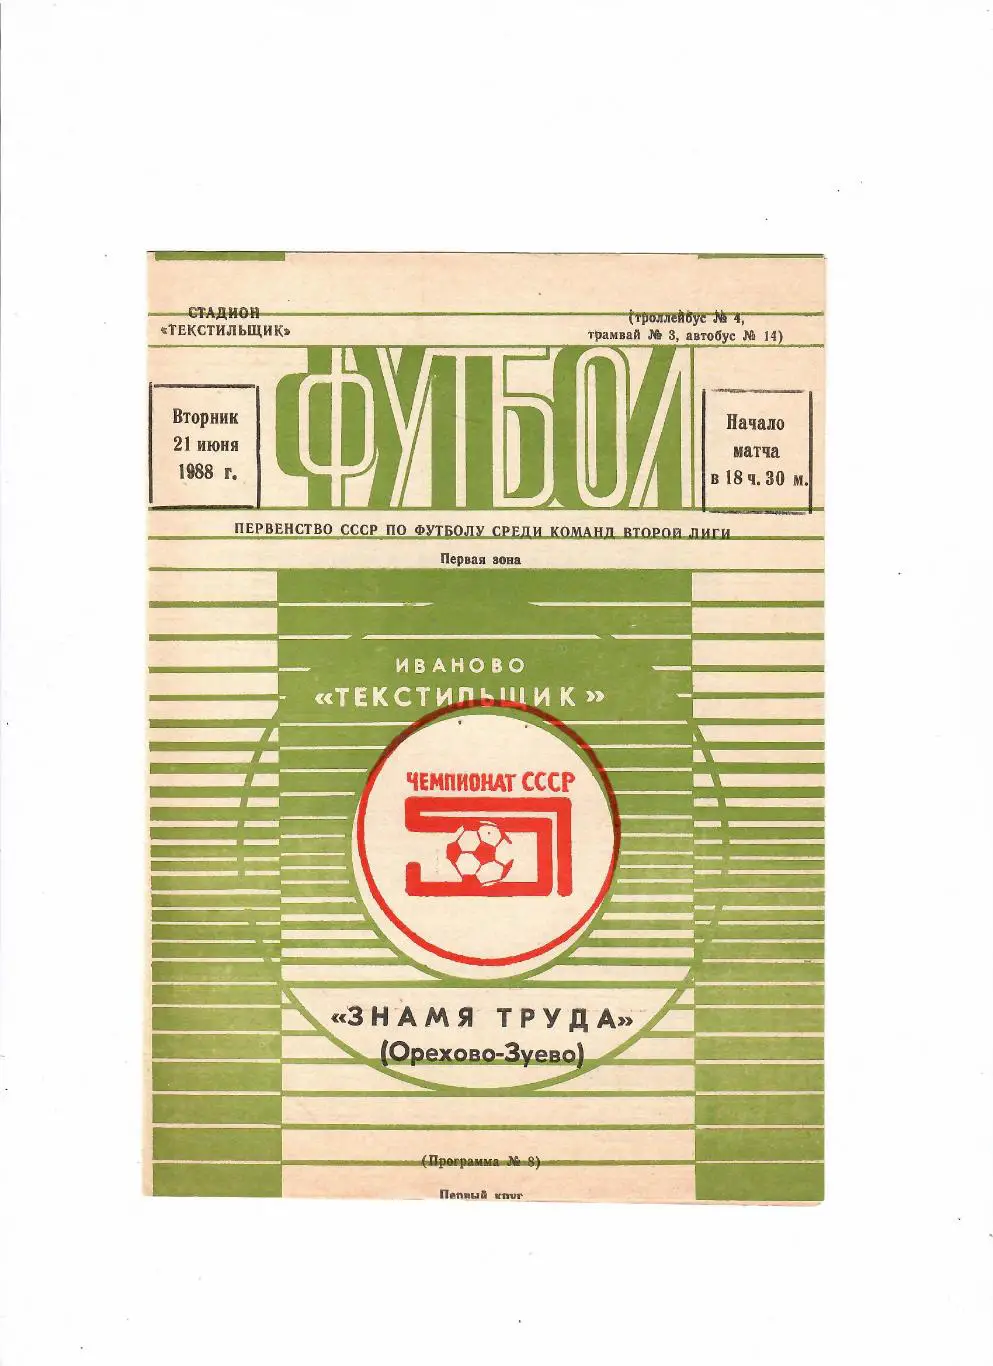 СТАДИОН
«ТЕКСТИЛЬЩИК»
(троллейбус № 4,
трамвай № 3, автобус № 14)
ФУТБОЛ
Вторник
21 июня
1988 г.
Начало
матча
в 18 ч. 30 м.
ПЕРВЕНСТВО СССР ПО ФУТБОЛУ СРЕДИ КОМАНД ВТОРОЙ ЛИГИ
Первая зона
ИВАНОВО
«ТЕКСТИЛЬЩИК»
ЧЕМПИОНАТ СССР
51
«ЗНАМЯ ТРУДА»
(Орехово-Зуево)
(Программа № 8)
Первый круг